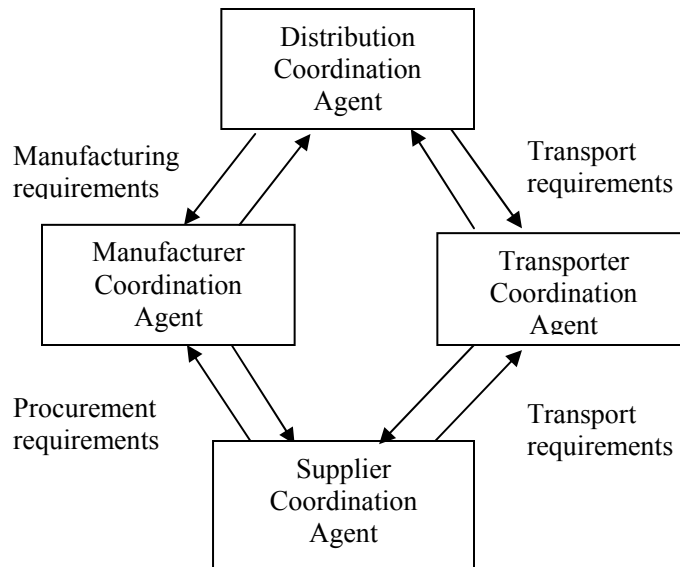 Distribution
Coordination
Agent
Manufacturing
requirements
Transport
requirements
Manufacturer
Coordination
Agent
Transporter
Coordination
Agent
Procurement
requirements
Transport
requirements
Supplier
Coordination
Agent